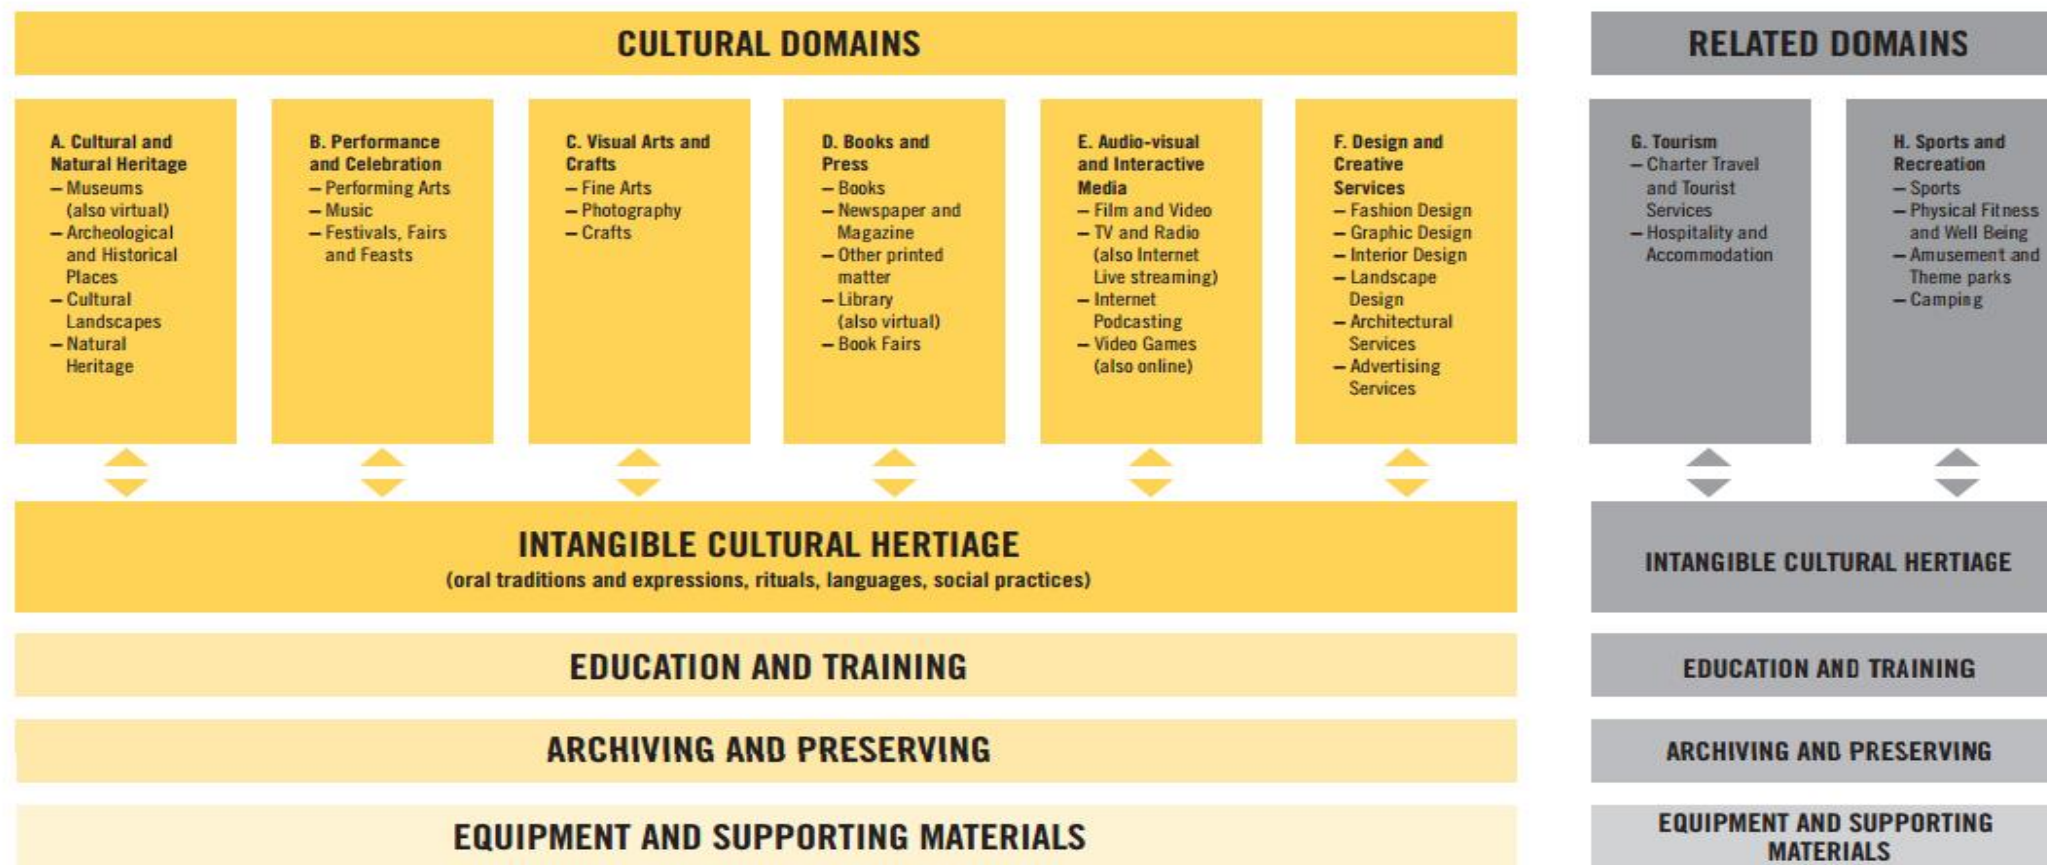 CULTURAL DOMAINS
A. Cultural and
Natural Heritage
– Museums
(also virtual)
– Archeological
and Historical
Places
– Cultural
Landscapes
– Natural
Heritage
B. Performance
and Celebration
– Performing Arts
– Music
– Festivals, Fairs
and Feasts
C. Visual Arts and
Crafts
– Fine Arts
– Photography
– Crafts
D. Books and
Press
– Books
– Newspaper and
Magazine
– Other printed
matter
– Library
(also virtual)
– Book Fairs
E. Audio-visual
and Interactive
Media
– Film and Video
– TV and Radio
(also Internet
Live streaming)
– Internet
Podcasting
– Video Games
(also online)
F. Design and
Creative
Services
– Fashion Design
– Graphic Design
– Interior Design
– Landscape
Design
– Architectural
Services
– Advertising
Services
INTANGIBLE CULTURAL HERTIAGE
(oral traditions and expressions, rituals, languages, social practices)
EDUCATION AND TRAINING
ARCHIVING AND PRESERVING
EQUIPMENT AND SUPPORTING MATERIALS
RELATED DOMAINS
G. Tourism
– Charter Travel
and Tourist
Services
– Hospitality and
Accommodation
H. Sports and
Recreation
– Sports
– Physical Fitness
and Well Being
– Amusement and
Theme parks
– Camping
INTANGIBLE CULTURAL HERTIAGE
EDUCATION AND TRAINING
ARCHIVING AND PRESERVING
EQUIPMENT AND SUPPORTING
MATERIALS